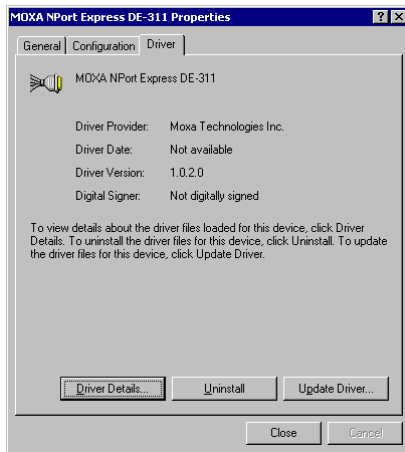 MOXA NPort Express DE-311 Properties
General
Configuration
Driver
MOXA NPort Express DE-311
Driver Provider: Moxa Technologies Inc.
Driver Date: Not available
Driver Version: 1.0.2.0
Digital Signer: Not digitally signed
To view details about the driver files loaded for this device, click Driver
Details. To uninstall the driver files for this device, click Uninstall. To update
the driver files for this device, click Update Driver.
Driver Details...
Uninstall
Update Driver...
Close
Cancel